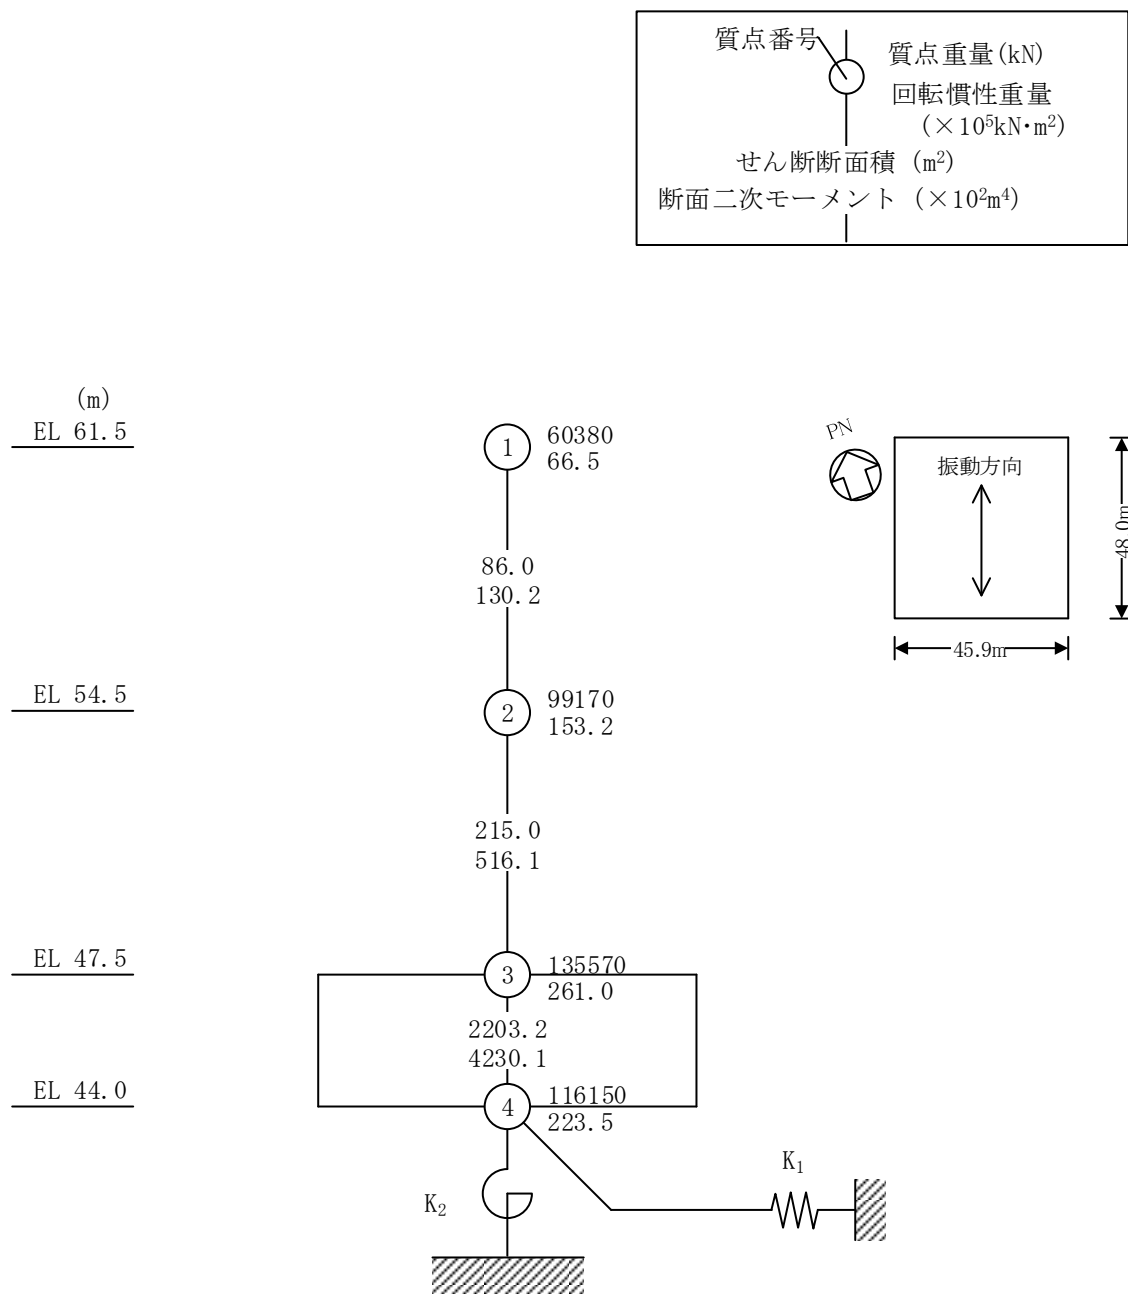 質点番号
質点重量(kN)
回転慣性重量
(×10⁵kN・m²)
せん断断面積 (m²)
断面二次モーメント (×10²m⁴)
(m)
EL 61.5
1
60380
66.5
PN
振動方向
48.0m
45.9m
86.0
130.2
EL 54.5
2
99170
153.2
215.0
516.1
EL 47.5
3
135570
261.0
2203.2
4230.1
EL 44.0
4
116150
223.5
K₁
K₂